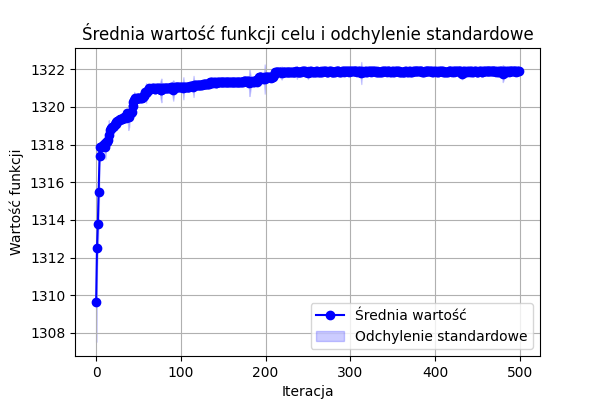 Średnia wartość funkcji celu i odchylenie standardowe
Wartość funkcji
1322
1320
1318
1316
1314
1312
1310
1308
Średnia wartość
Odchylenie standardowe
0 100 200 300 400 500
Iteracja